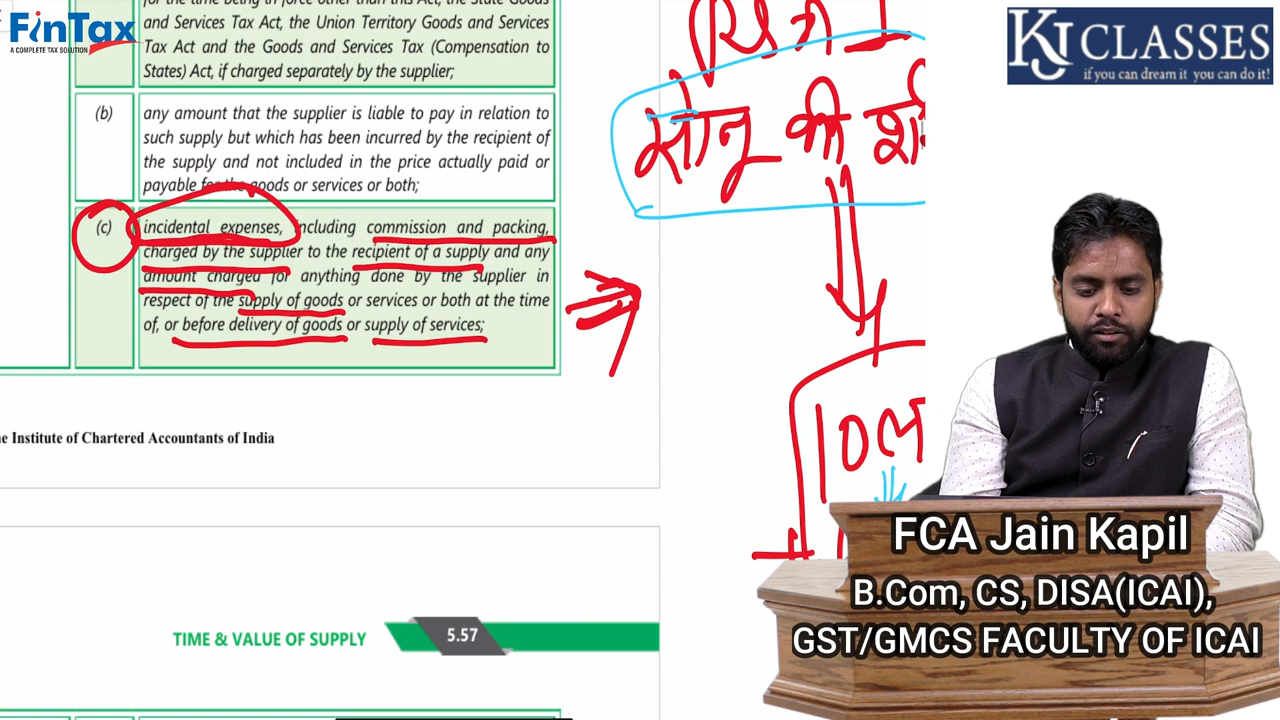 FinTax
A COMPLETE TAX SOLUTION
KJ CLASSES
if you can dream it you can do it!
for the time being in force other than this Act, the State Goods
and Services Tax Act, the Union Territory Goods and Services
Tax Act and the Goods and Services Tax (Compensation to
States) Act, if charged separately by the supplier;
(b) any amount that the supplier is liable to pay in relation to
such supply but which has been incurred by the recipient of
the supply and not included in the price actually paid or
payable for the goods or services or both;
(c) incidental expenses, including commission and packing,
charged by the supplier to the recipient of a supply and any
amount charged for anything done by the supplier in
respect of the supply of goods or services or both at the time
of, or before delivery of goods or supply of services;
सोनू की
10
Institute of Chartered Accountants of India
TIME & VALUE OF SUPPLY 5.57
FCA Jain Kapil
B.Com, CS, DISA(ICAI),
GST/GMCS FACULTY OF ICAI